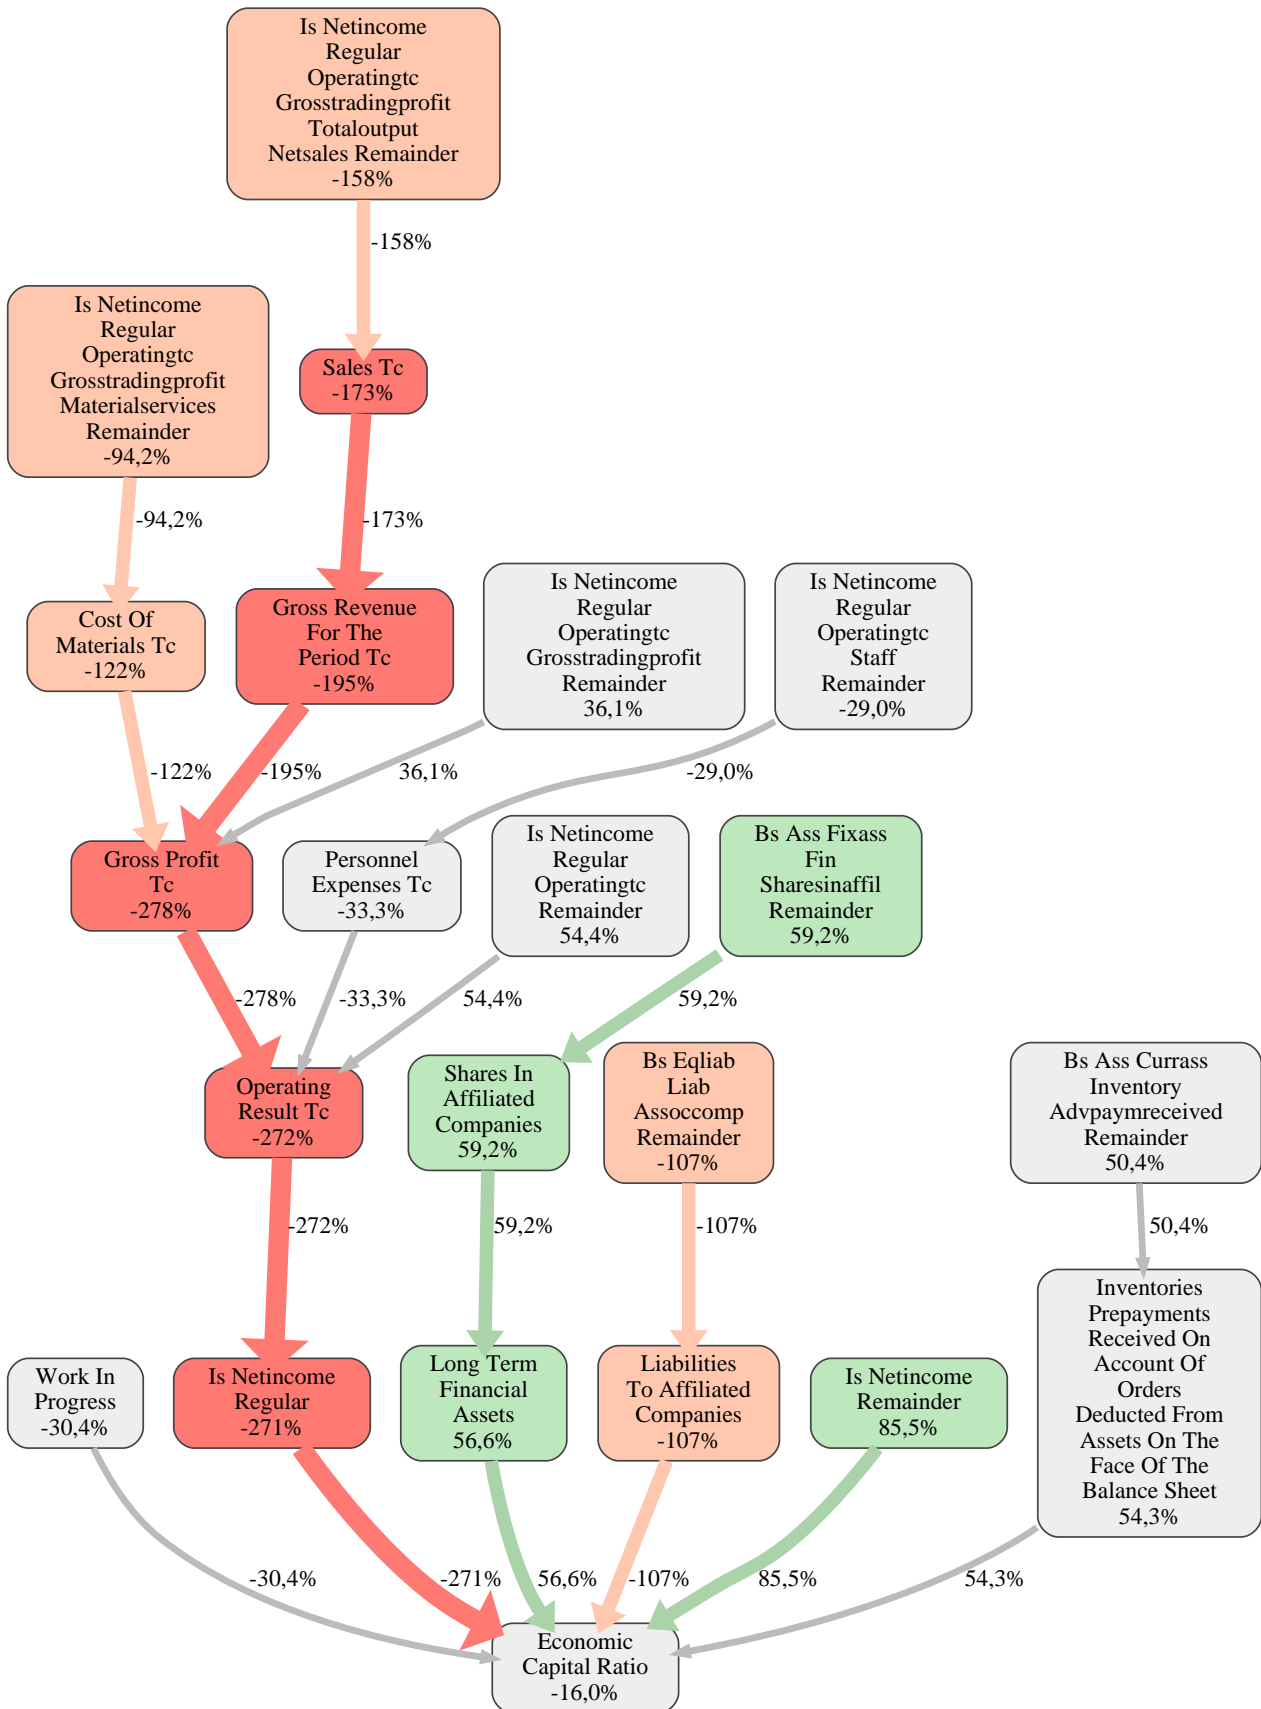 Is Netincome
Regular
Operatingtc
Grosstradingprofit
Totaloutput
Netsales Remainder
-158%
-158%
Is Netincome
Regular
Operatingtc
Grosstradingprofit
Materialservices
Remainder
-94,2%
Sales Tc
-173%
-94,2%
-173%
Cost Of
Materials Tc
-122%
Gross Revenue
For The
Period Tc
-195%
Is Netincome
Regular
Operatingtc
Grosstradingprofit
Remainder
36,1%
Is Netincome
Regular
Operatingtc
Staff
Remainder
-29,0%
-122%
-195%
36,1%
-29,0%
Gross Profit
Tc
-278%
Personnel
Expenses Tc
-33,3%
Is Netincome
Regular
Operatingtc
Remainder
54,4%
Bs Ass Fixass
Fin
Sharesinaffil
Remainder
59,2%
-278%
-33,3%
54,4%
59,2%
Operating
Result Tc
-272%
Shares In
Affiliated
Companies
59,2%
Bs Eqliab
Liab
Assoccomp
Remainder
-107%
Bs Ass Currass
Inventory
Advpaymreceived
Remainder
50,4%
-272%
59,2%
-107%
50,4%
Work In
Progress
-30,4%
Is Netincome
Regular
-271%
Long Term
Financial
Assets
56,6%
Liabilities
To Affiliated
Companies
-107%
Is Netincome
Remainder
85,5%
Inventories
Prepayments
Received On
Account Of
Orders
Deducted From
Assets On The
Face Of The
Balance Sheet
54,3%
-30,4%
-271%
56,6%
-107%
85,5%
54,3%
Economic
Capital Ratio
-16,0%